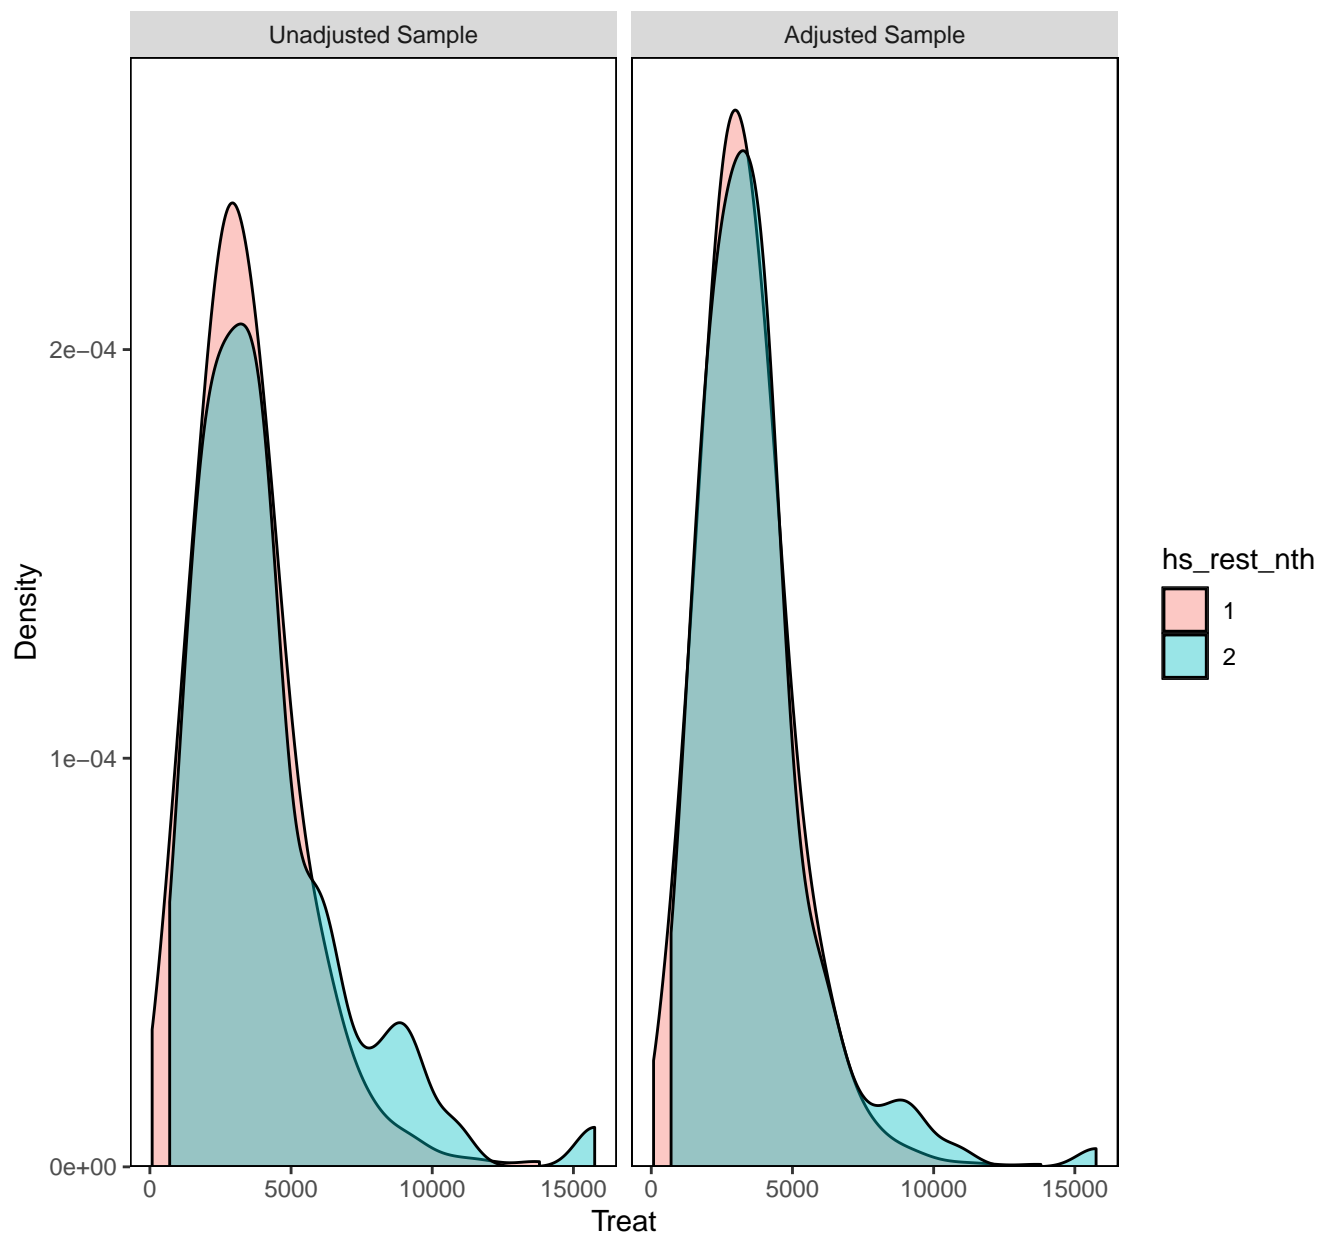 Unadjusted Sample
Adjusted Sample
2e−04
1e−04
0e+00
Density
0
5000
10000
15000
0
5000
10000
15000
Treat
hs_rest_nth
1
2